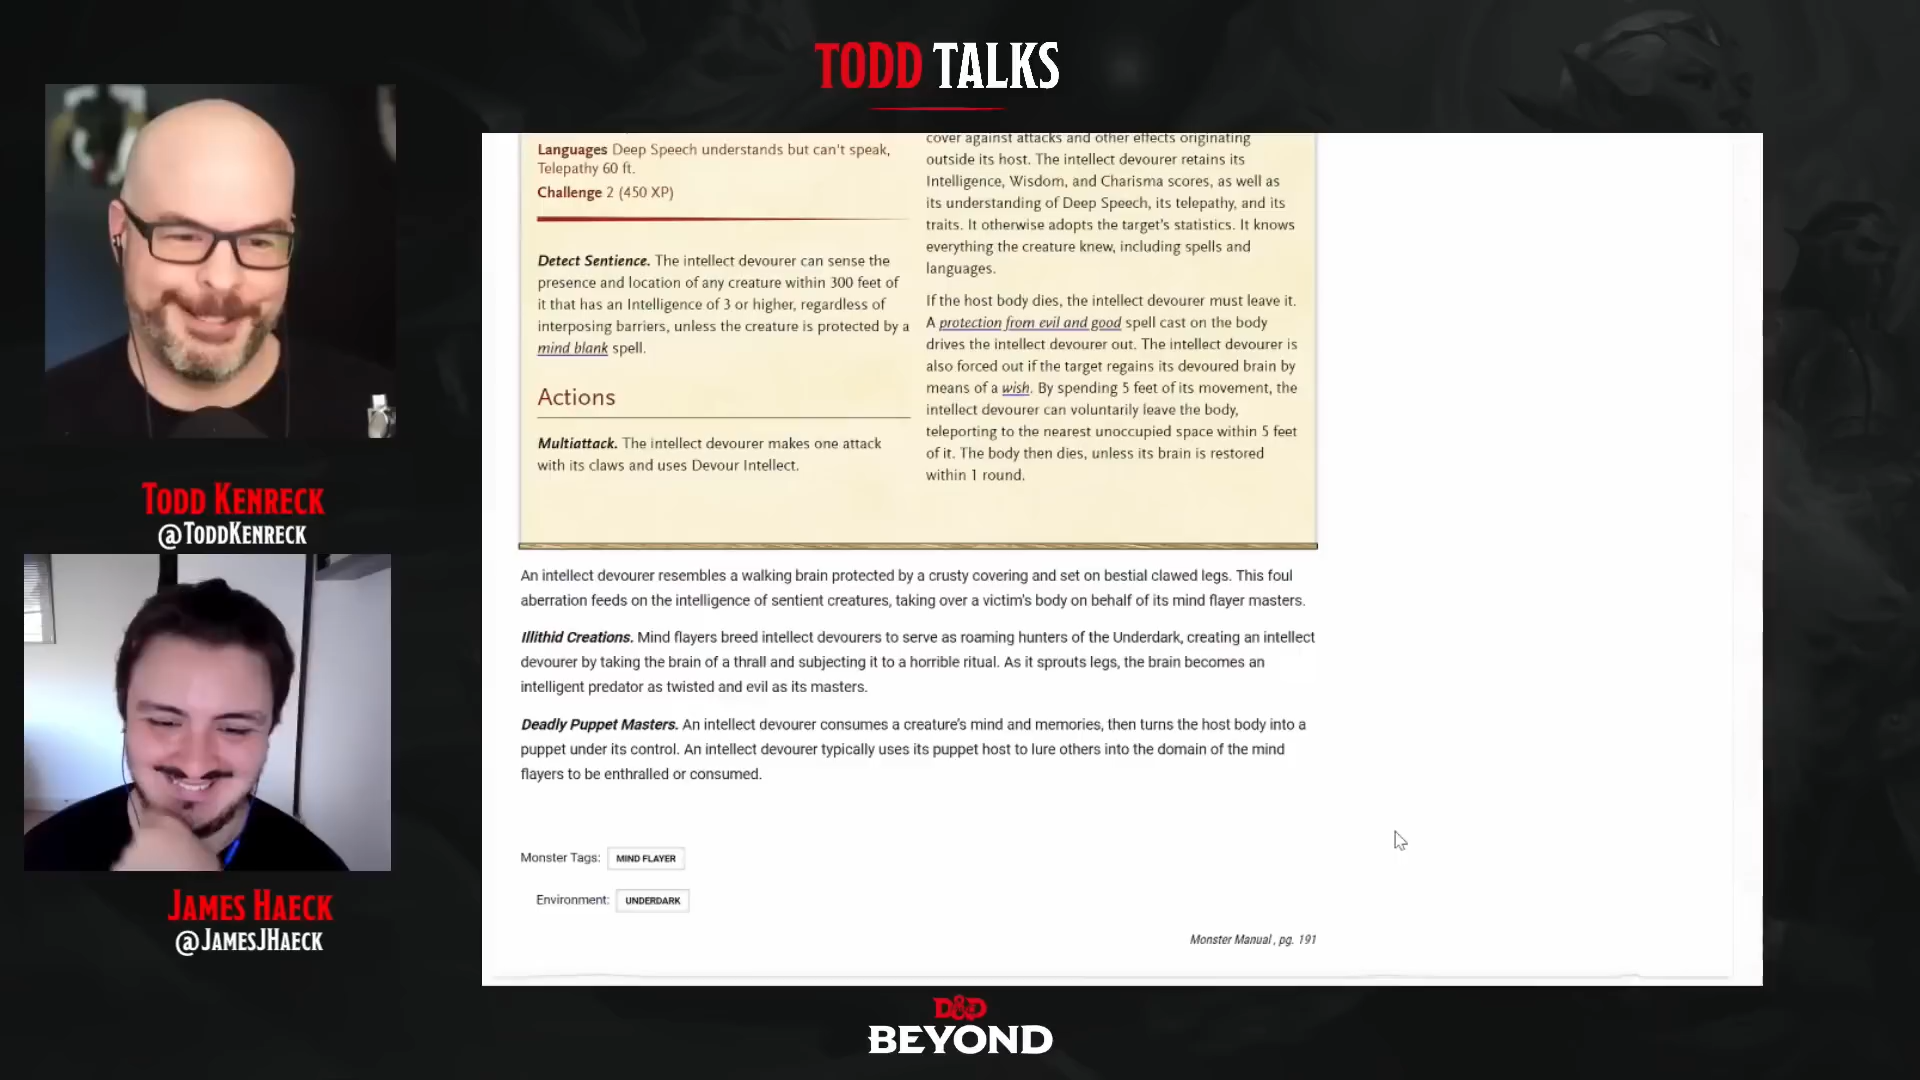 TODD TALKS
TODD KENRECK
@TODDKENRECK
JAMES HAECK
@JAMESJHAECK
Languages Deep Speech understands but can't speak,
Telepathy 60 ft.
Challenge 2 (450 XP)
Detect Sentience. The intellect devourer can sense the
presence and location of any creature within 300 feet of
it that has an Intelligence of 3 or higher, regardless of
interposing barriers, unless the creature is protected by a
mind blank spell.
Actions
Multiattack. The intellect devourer makes one attack
with its claws and uses Devour Intellect.
cover against attacks and other effects originating
outside its host. The intellect devourer retains its
Intelligence, Wisdom, and Charisma scores, as well as
its understanding of Deep Speech, its telepathy, and its
traits. It otherwise adopts the target's statistics. It knows
everything the creature knew, including spells and
languages.
If the host body dies, the intellect devourer must leave it.
A protection from evil and good spell cast on the body
drives the intellect devourer out. The intellect devourer is
also forced out if the target regains its devoured brain by
means of a wish. By spending 5 feet of its movement, the
intellect devourer can voluntarily leave the body,
teleporting to the nearest unoccupied space within 5 feet
of it. The body then dies, unless its brain is restored
within 1 round.
An intellect devourer resembles a walking brain protected by a crusty covering and set on bestial clawed legs. This foul
aberration feeds on the intelligence of sentient creatures, taking over a victim's body on behalf of its mind flayer masters.
Illithid Creations. Mind flayers breed intellect devourers to serve as roaming hunters of the Underdark, creating an intellect
devourer by taking the brain of a thrall and subjecting it to a horrible ritual. As it sprouts legs, the brain becomes an
intelligent predator as twisted and evil as its masters.
Deadly Puppet Masters. An intellect devourer consumes a creature's mind and memories, then turns the host body into a
puppet under its control. An intellect devourer typically uses its puppet host to lure others into the domain of the mind
flayers to be enthralled or consumed.
Monster Tags: MIND FLAYER
Environment: UNDERDARK
Monster Manual , pg. 191
D&D
BEYOND